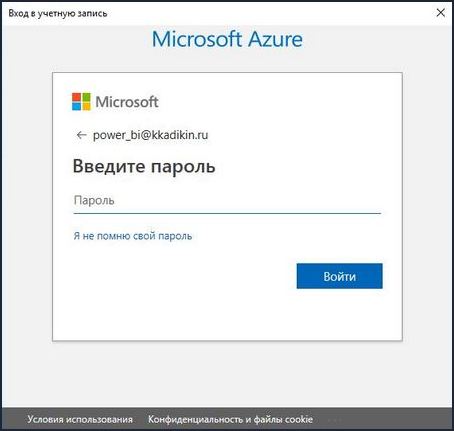 Вход в учетную запись
Microsoft Azure
Microsoft
power_bi@kkadikin.ru
Введите пароль
Пароль
Я не помню свой пароль
Войти
Условия использования Конфиденциальность и файлы cookie ...